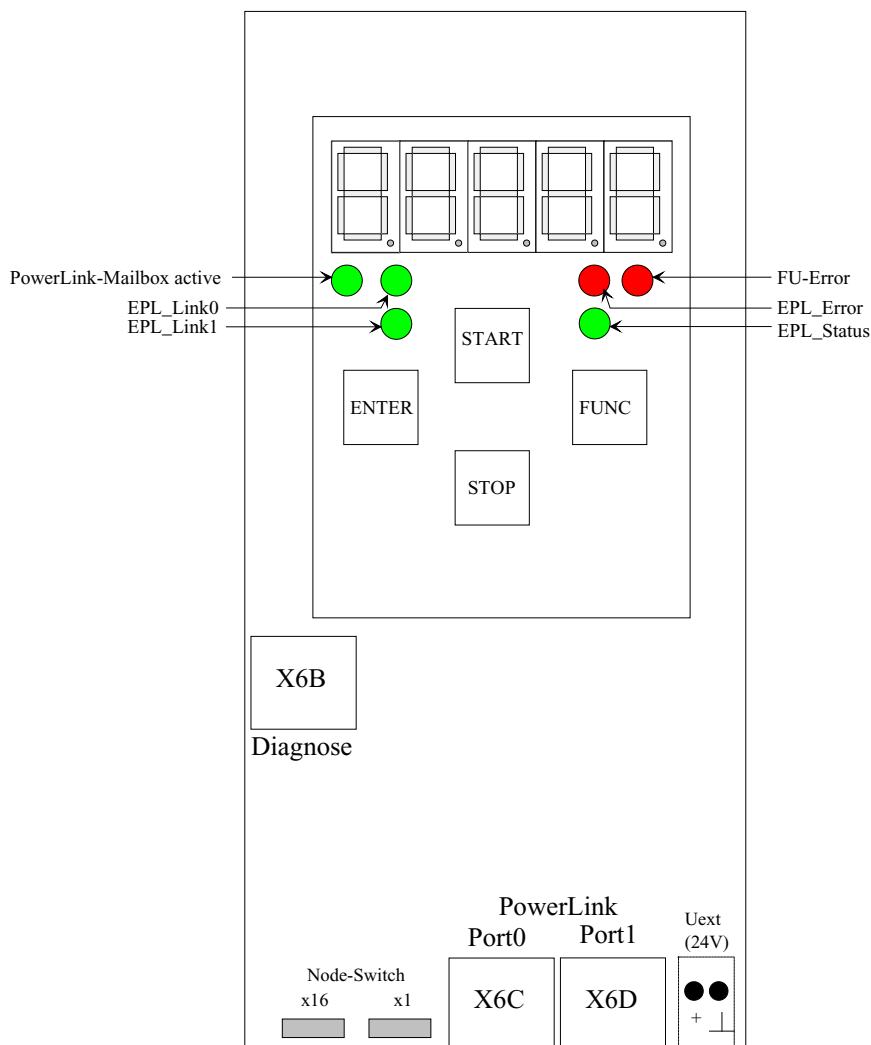 PowerLink-Mailbox active
FU-Error
EPL_Link0
EPL_Error
EPL_Link1
EPL_Status
START
ENTER
FUNC
STOP
X6B
Diagnose
PowerLink
Port0
Port1
Uext
(24V)
Node-Switch
x16
x1
X6C
X6D
+